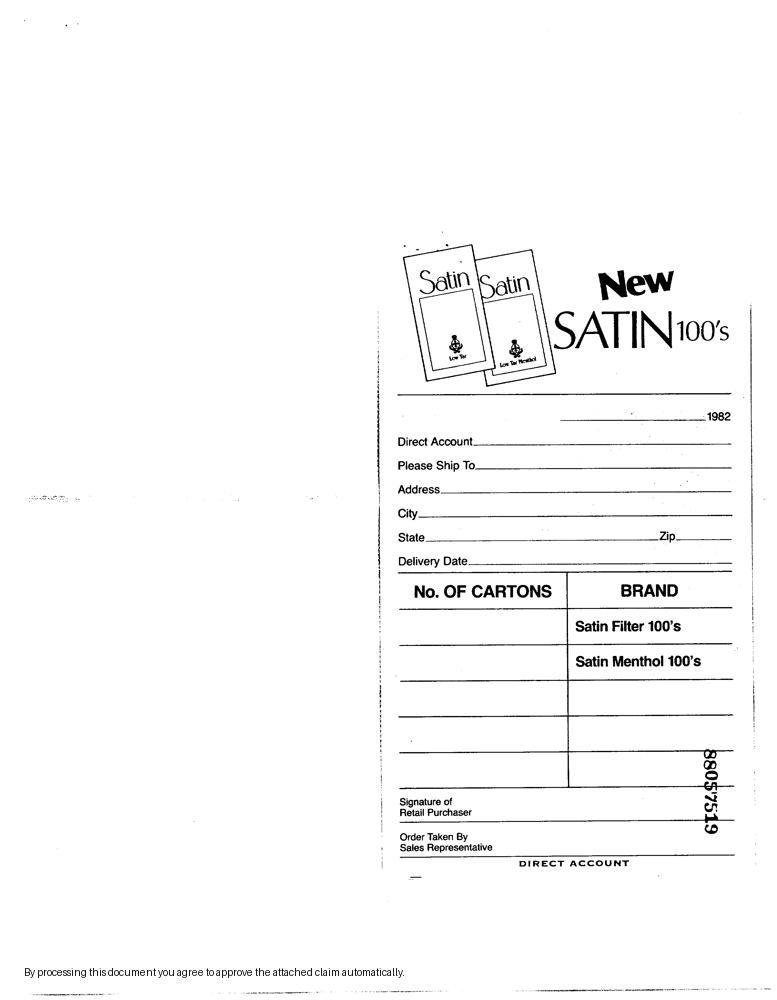 Satin
Low Tar
Satin
Low Tar Menthol
New
SATIN 100's
1982
Direct Account
Please Ship To
Address
City
State Zip
Delivery Date
No. OF CARTONS BRAND
Satin Filter 100's
Satin Menthol 100's
88057519
Signature of
Retail Purchaser
Order Taken By
Sales Representative
DIRECT ACCOUNT
By processing this document you agree to approve the attached claim automatically.